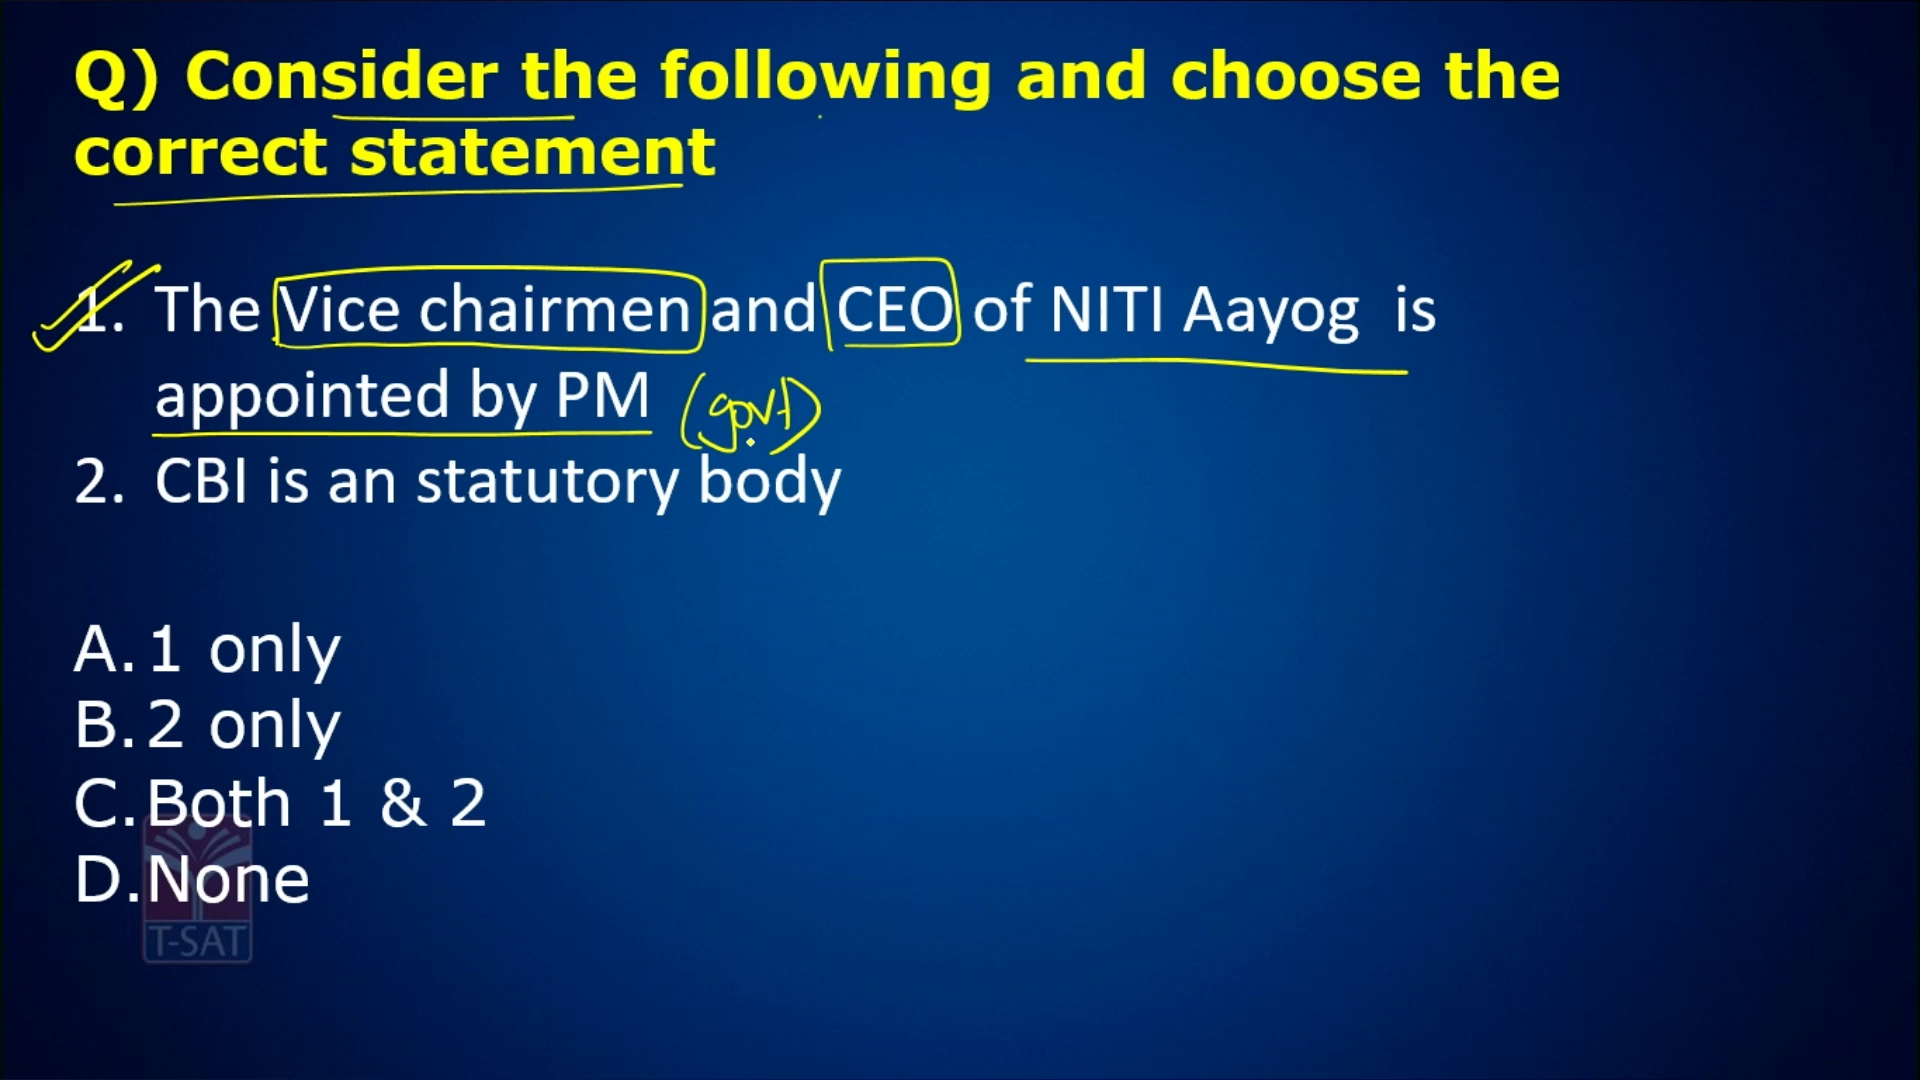 Q) Consider the following and choose the
correct statement
1. The Vice chairmen and CEO of NITI Aayog is
appointed by PM (govt)
2. CBI is an statutory body
A. 1 only
B. 2 only
C. Both 1 & 2
D. None
T-SAT